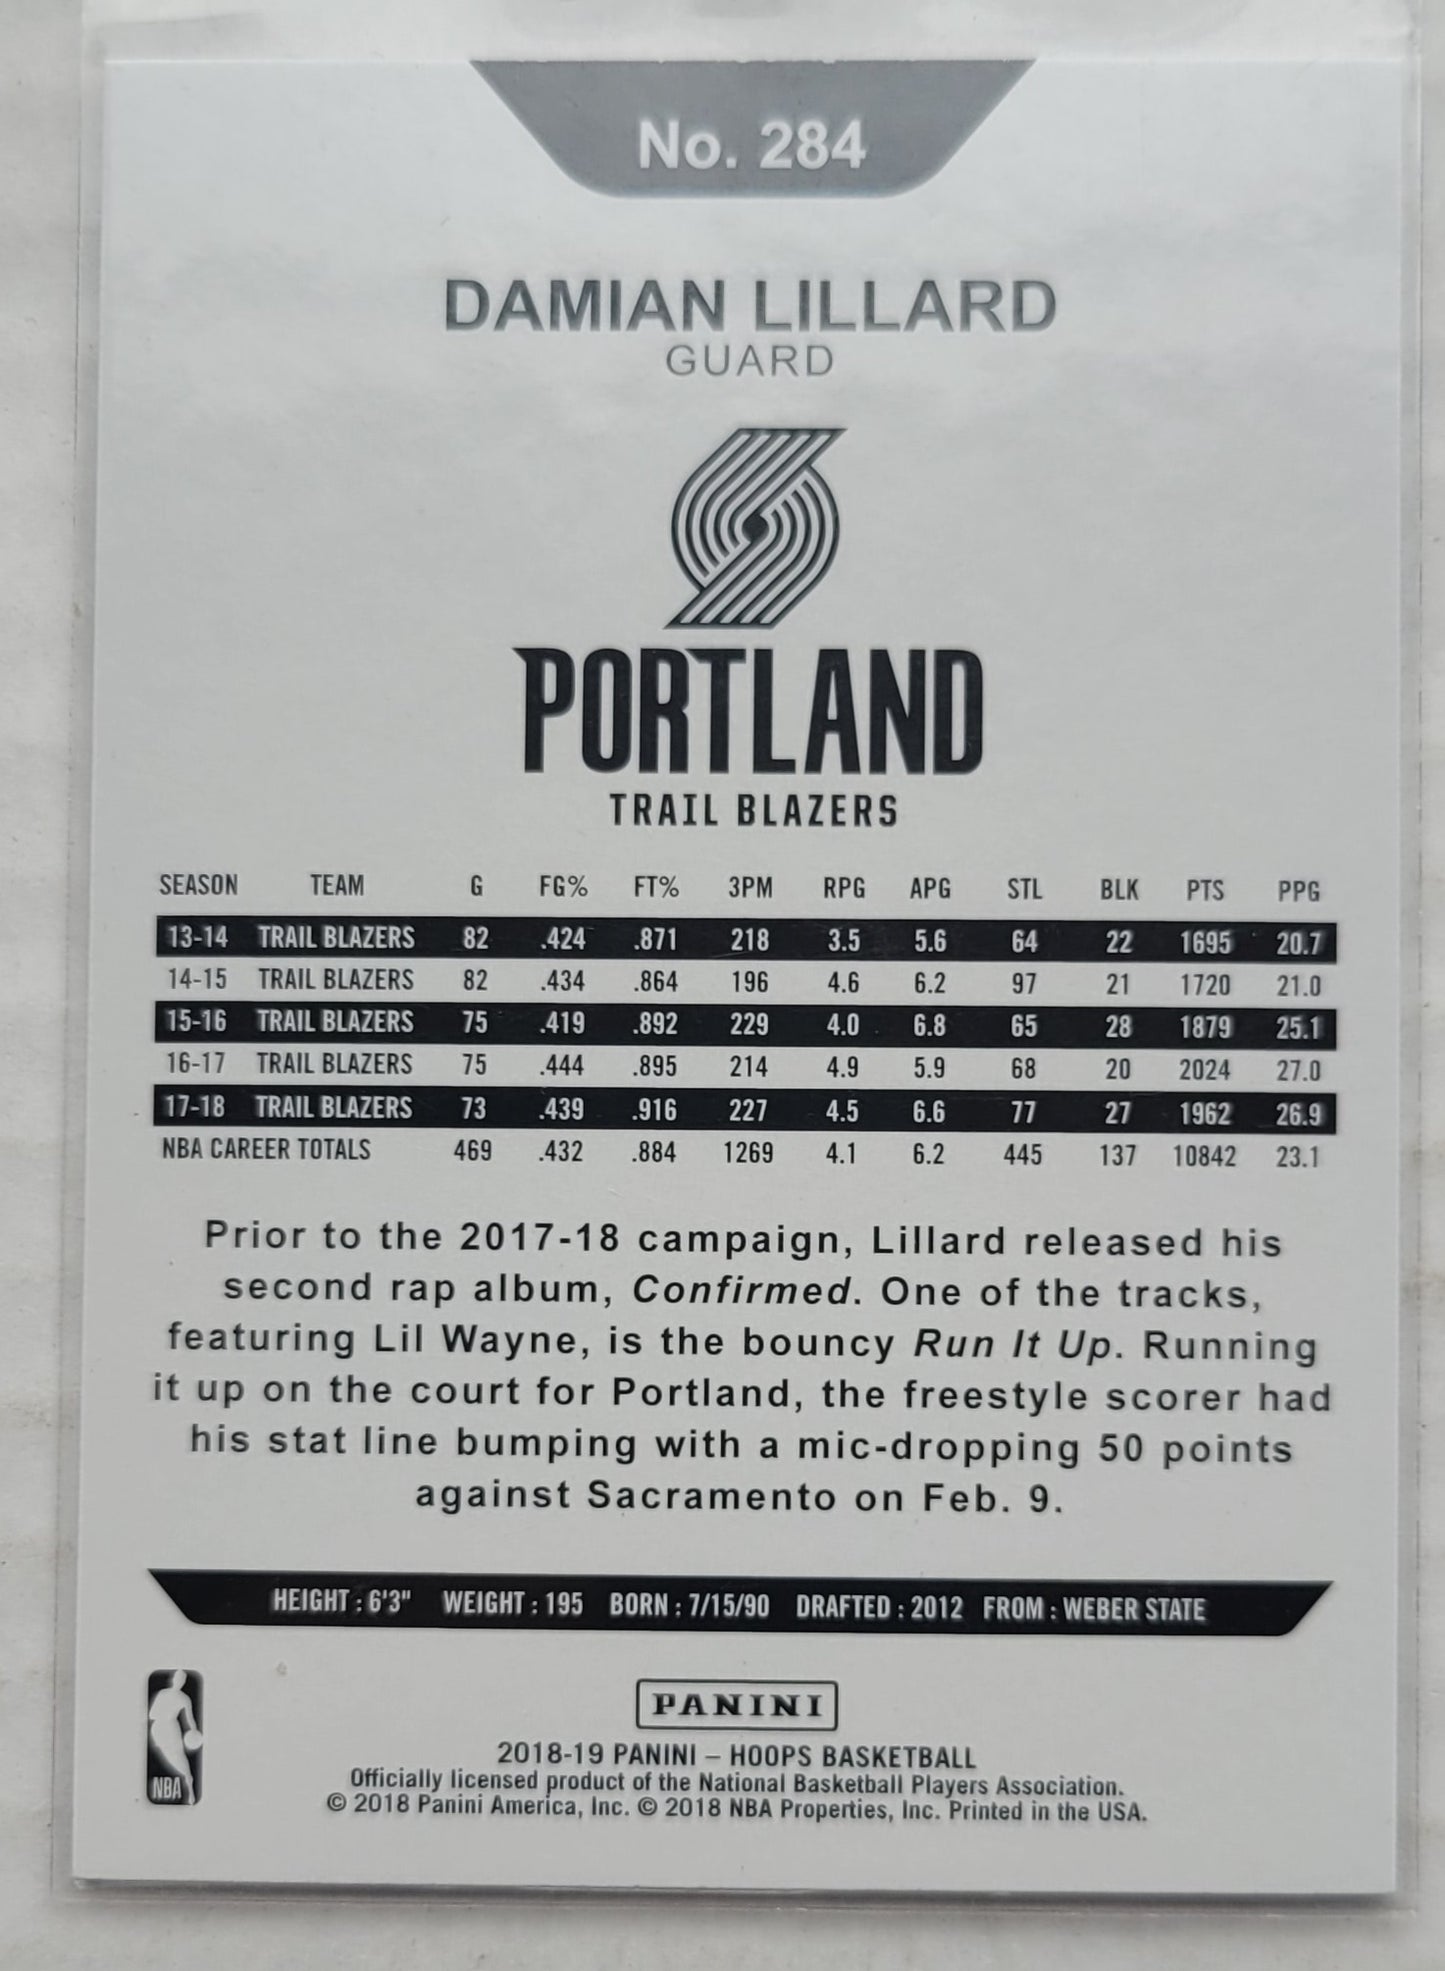 No. 284
DAMIAN LILLARD
GUARD
PORTLAND
TRAIL BLAZERS
SEASON TEAM G FG% FT% 3PM RPG APG STL BLK PTS PPG
13-14 TRAIL BLAZERS 82 .424 .871 218 3.5 5.6 64 22 1695 20.7
14-15 TRAIL BLAZERS 82 .434 .864 196 4.6 6.2 97 21 1720 21.0
15-16 TRAIL BLAZERS 75 .419 .892 229 4.0 6.8 65 28 1879 25.1
16-17 TRAIL BLAZERS 75 .444 .895 214 4.9 5.9 68 20 2024 27.0
17-18 TRAIL BLAZERS 73 .439 .916 227 4.5 6.6 77 27 1962 26.9
NBA CAREER TOTALS 469 .432 .884 1269 4.1 6.2 445 137 10842 23.1
Prior to the 2017-18 campaign, Lillard released his
second rap album, Confirmed. One of the tracks,
featuring Lil Wayne, is the bouncy Run It Up. Running
it up on the court for Portland, the freestyle scorer had
his stat line bumping with a mic-dropping 50 points
against Sacramento on Feb. 9.
HEIGHT : 6'3" WEIGHT : 195 BORN : 7/15/90 DRAFTED : 2012 FROM : WEBER STATE
NBA
PANINI
2018-19 PANINI – HOOPS BASKETBALL
Officially licensed product of the National Basketball Players Association.
© 2018 Panini America, Inc. © 2018 NBA Properties, Inc. Printed in the USA.